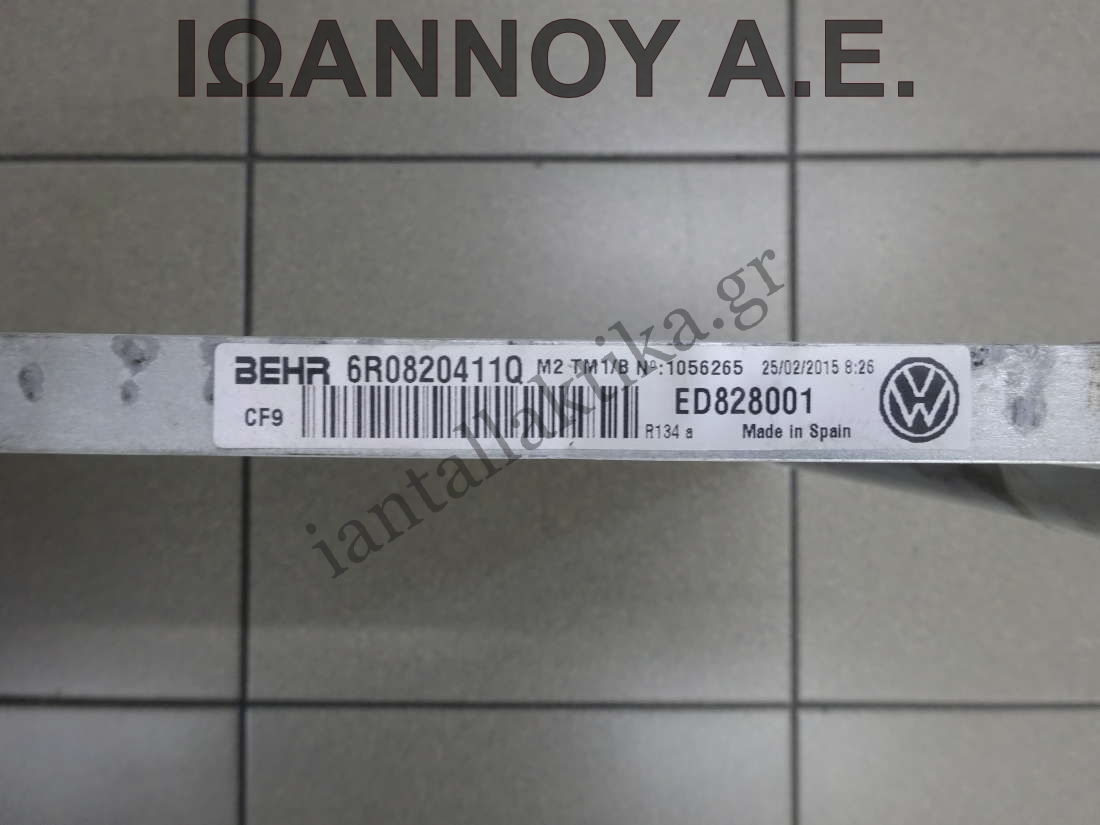 ΙΩΑΝΝΟΥ Α.Ε.
iantallaktika.gr
BEHR 6R0820411Q M2 TM1/B Nº:1056265 25/02/2015 8:26
CF9 ED828001
R134 a Made in Spain